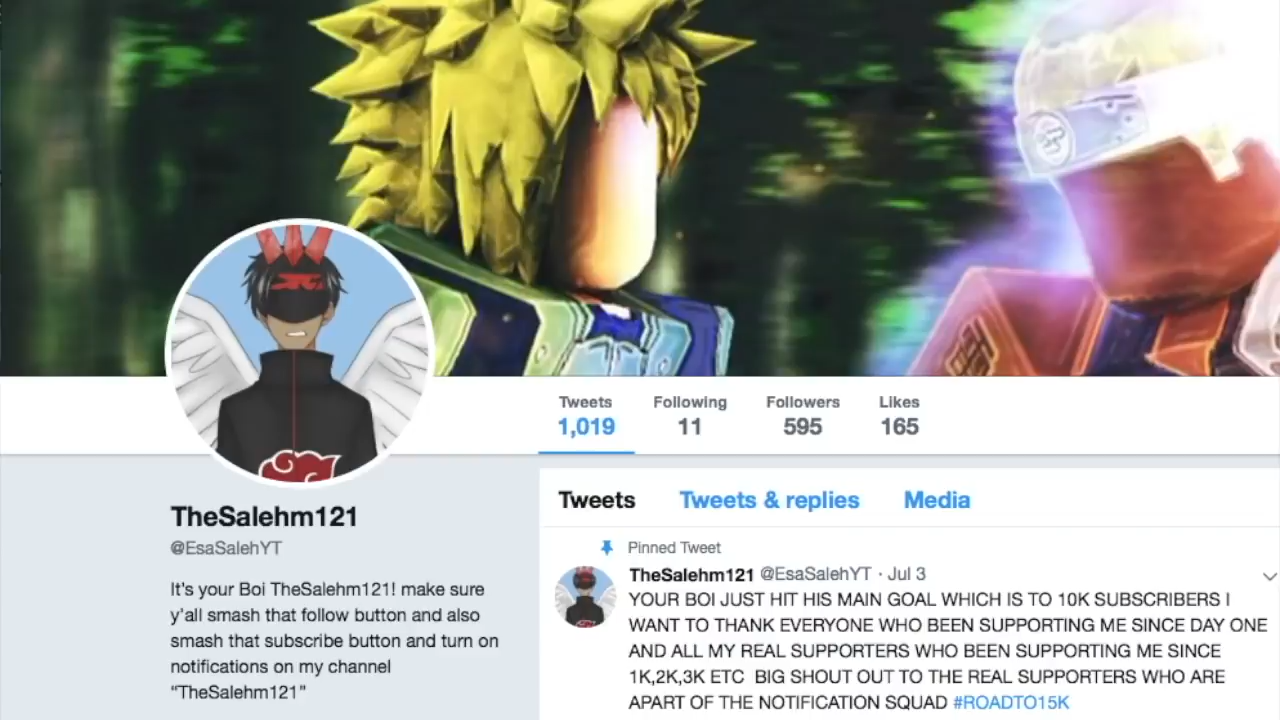 Tweets Following Followers Likes
1,019 11 595 165
TheSalehm121
@EsaSalehYT
It's your Boi TheSalehm121! make sure
y'all smash that follow button and also
smash that subscribe button and turn on
notifications on my channel
“TheSalehm121”
Tweets Tweets & replies Media
Pinned Tweet
TheSalehm121 @EsaSalehYT · Jul 3
YOUR BOI JUST HIT HIS MAIN GOAL WHICH IS TO 10K SUBSCRIBERS I
WANT TO THANK EVERYONE WHO BEEN SUPPORTING ME SINCE DAY ONE
AND ALL MY REAL SUPPORTERS WHO BEEN SUPPORTING ME SINCE
1K,2K,3K ETC BIG SHOUT OUT TO THE REAL SUPPORTERS WHO ARE
APART OF THE NOTIFICATION SQUAD #ROADTO15K